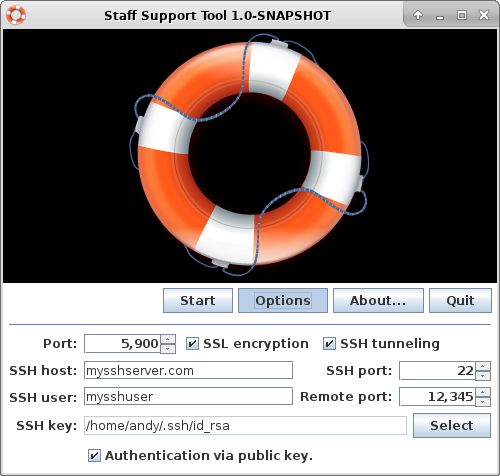 Staff Support Tool 1.0-SNAPSHOT
Start Options About... Quit
Port: 5,900 SSL encryption SSH tunneling
SSH host: mysshserver.com SSH port: 22
SSH user: mysshuser Remote port: 12,345
SSH key: /home/andy/.ssh/id_rsa Select
Authentication via public key.